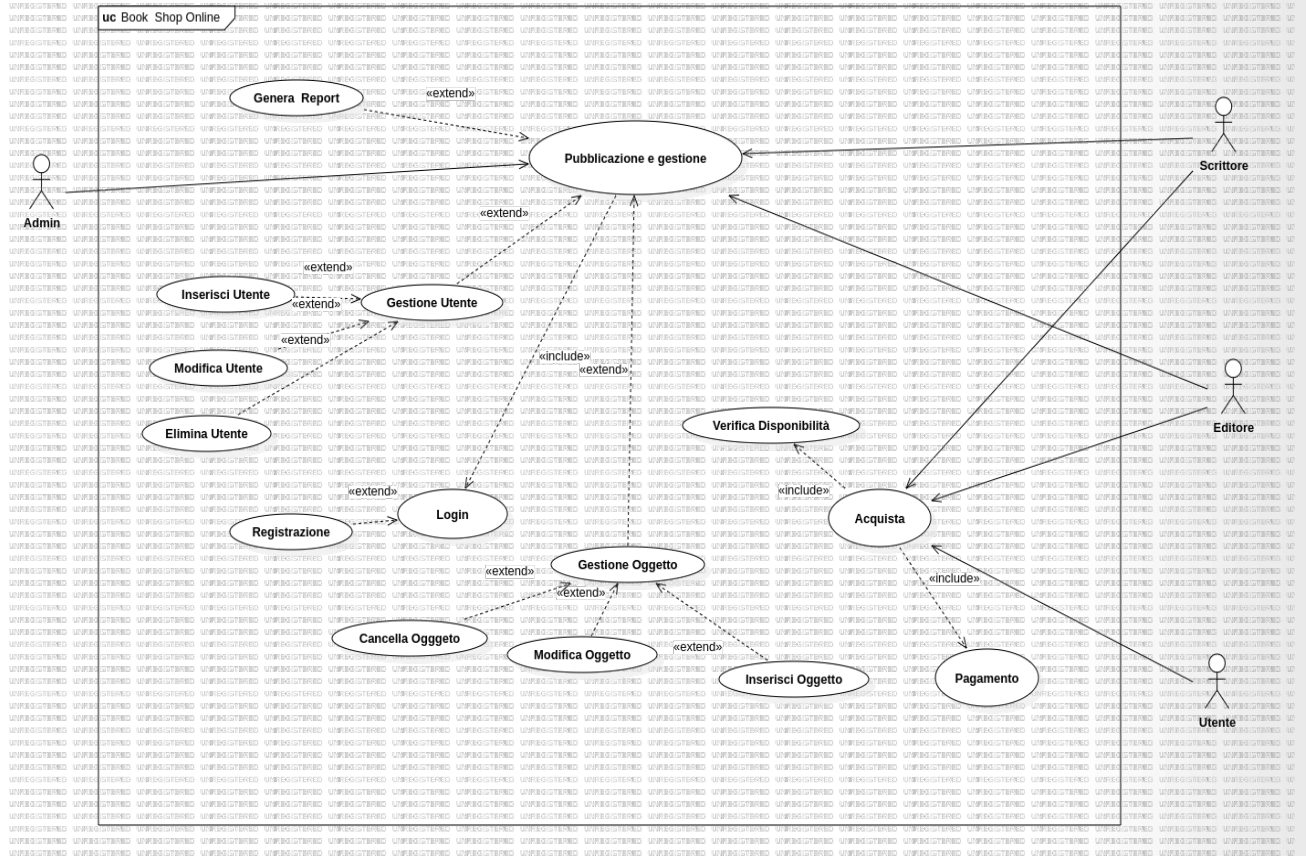 uc Book Shop Online
Genera Report
«extend»
Pubblicazione e gestione
Scrittore
Admin
«extend»
«extend»
Inserisci Utente
«extend»
Gestione Utente
«extend»
«include»
«extend»
Modifica Utente
Editore
Verifica Disponibilità
Elimina Utente
«extend»
«include»
Login
Acquista
Registrazione
Gestione Oggetto
«extend»
«include»
«extend»
Cancella Ogggeto
Modifica Oggetto
«extend»
Inserisci Oggetto
Pagamento
Utente